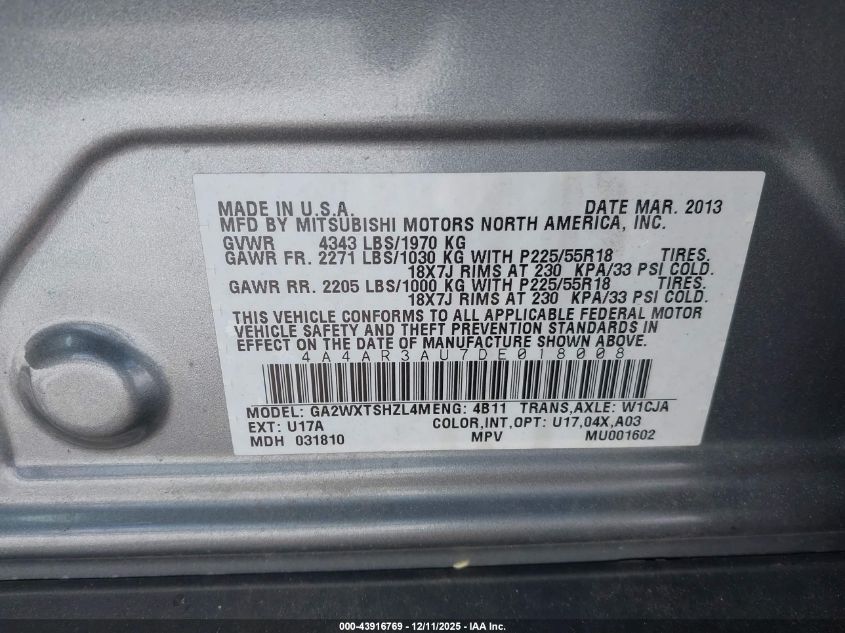 MADE IN U.S.A. DATE MAR. 2013
MFD BY MITSUBISHI MOTORS NORTH AMERICA, INC.
GVWR 4343 LBS/1970 KG
GAWR FR. 2271 LBS/1030 KG WITH P225/55R18 TIRES.
18X7J RIMS AT 230 KPA/33 PSI COLD.
GAWR RR. 2205 LBS/1000 KG WITH P225/55R18 TIRES.
18X7J RIMS AT 230 KPA/33 PSI COLD.
THIS VEHICLE CONFORMS TO ALL APPLICABLE FEDERAL MOTOR
VEHICLE SAFETY AND THEFT PREVENTION STANDARDS IN
EFFECT ON THE DATE OF MANUFACTURE SHOWN ABOVE.
4A4AR3AU7DE018008
MODEL: GA2WXTSHZL4M ENG: 4B11 TRANS,AXLE: W1CJA
EXT: U17A COLOR,INT,OPT: U17,04X,A03
MDH 031810 MPV MU001602
000-43916769 - 12/11/2025 - IAA Inc.